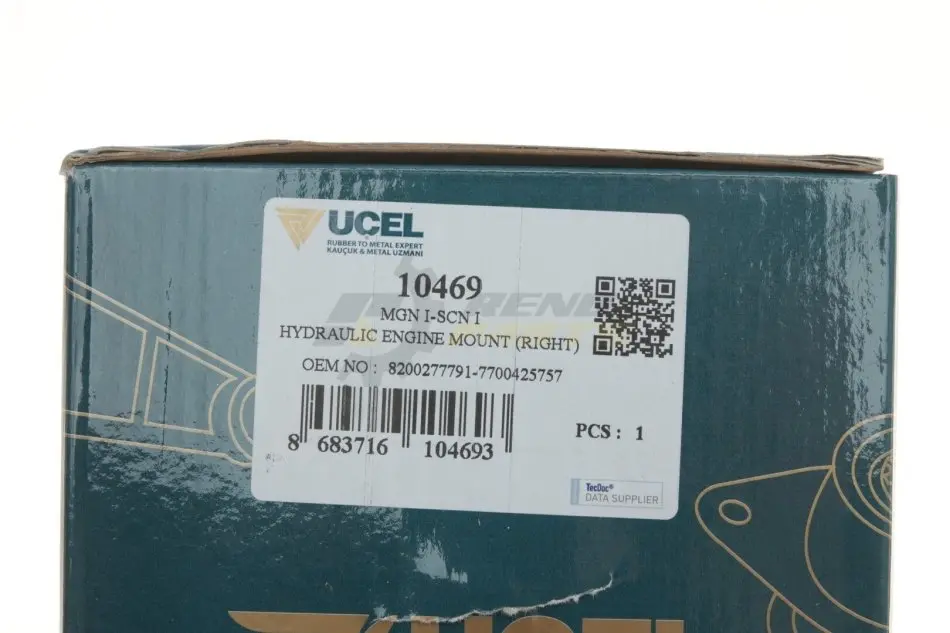 UCEL
RUBBER TO METAL EXPERT
KAUÇUK & METAL UZMANI
10469
MGN I-SCN I
HYDRAULIC ENGINE MOUNT (RIGHT)
OEM NO : 8200277791-7700425757
8 683716 104693
PCS : 1
TecDoc®
DATA SUPPLIER